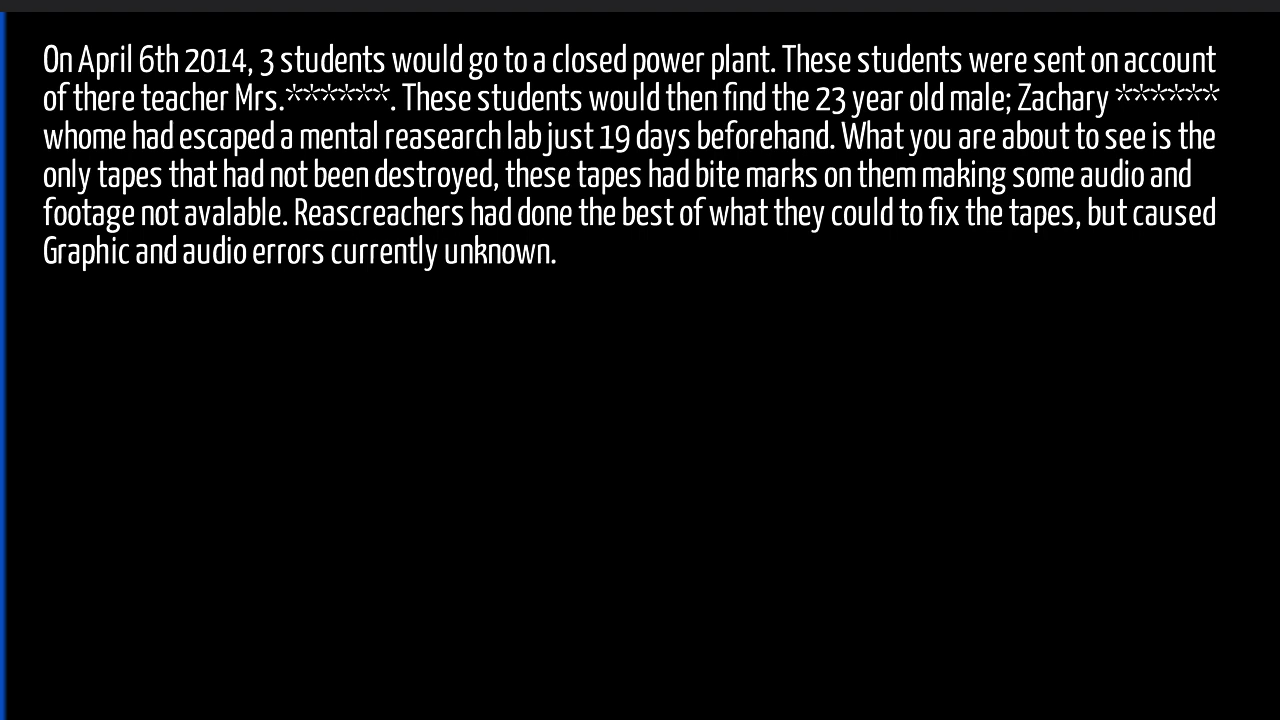 On April 6th 2014, 3 students would go to a closed power plant. These students were sent on account
of there teacher Mrs.******. These students would then find the 23 year old male; Zachary ******
whome had escaped a mental reasearch lab just 19 days beforehand. What you are about to see is the
only tapes that had not been destroyed, these tapes had bite marks on them making some audio and
footage not avalable. Reascreachers had done the best of what they could to fix the tapes, but caused
Graphic and audio errors currently unknown.